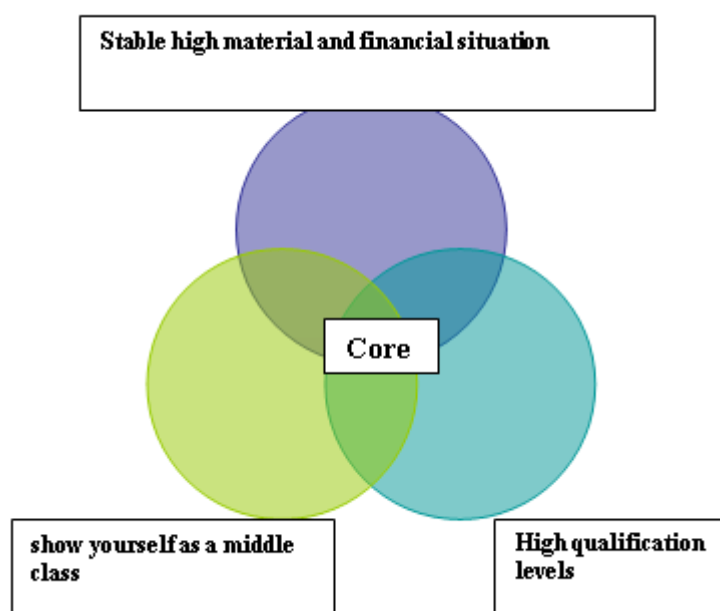 Stable high material and financial situation
Core
show yourself as a middle
class
High qualification
levels